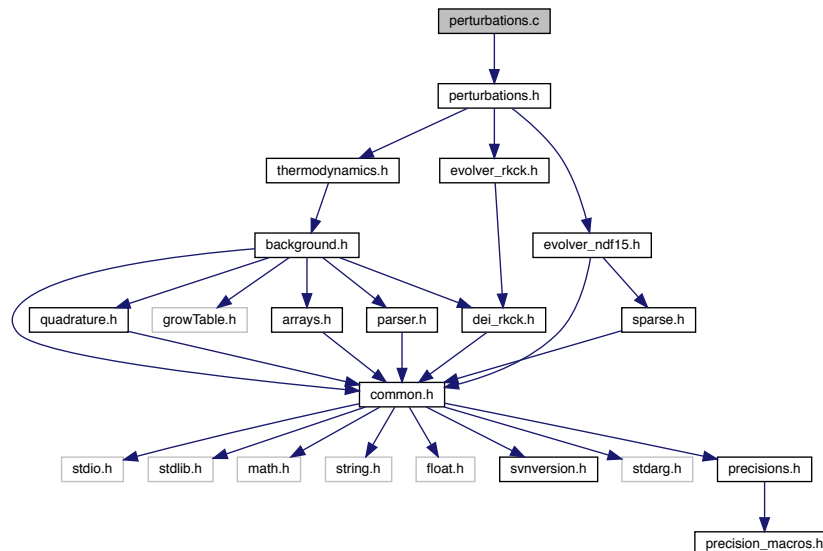 perturbations.c
perturbations.h
thermodynamics.h
evolver_rkck.h
background.h
evolver_ndf15.h
quadrature.h
growTable.h
arrays.h
parser.h
dei_rkck.h
sparse.h
common.h
stdio.h
stdlib.h
math.h
string.h
float.h
svnversion.h
stdarg.h
precisions.h
precision_macros.h